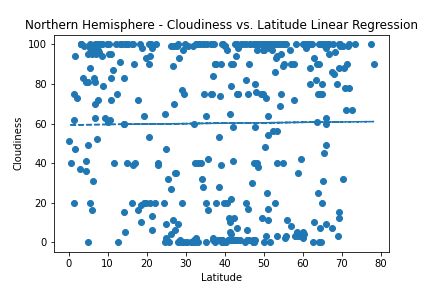 Northern Hemisphere - Cloudiness vs. Latitude Linear Regression
100
80
60
40
20
0
Cloudiness
0 10 20 30 40 50 60 70 80
Latitude